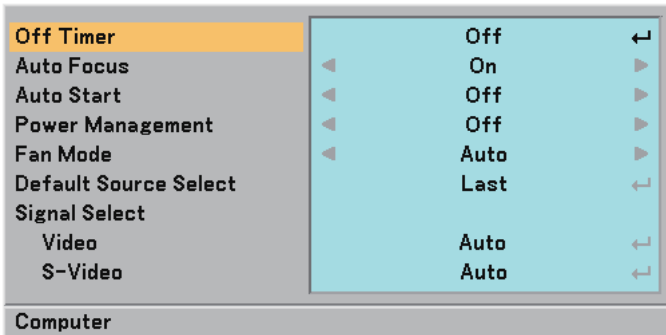 Off Timer Off
Auto Focus On
Auto Start Off
Power Management Off
Fan Mode Auto
Default Source Select Last
Signal Select
Video Auto
S-Video Auto
Computer